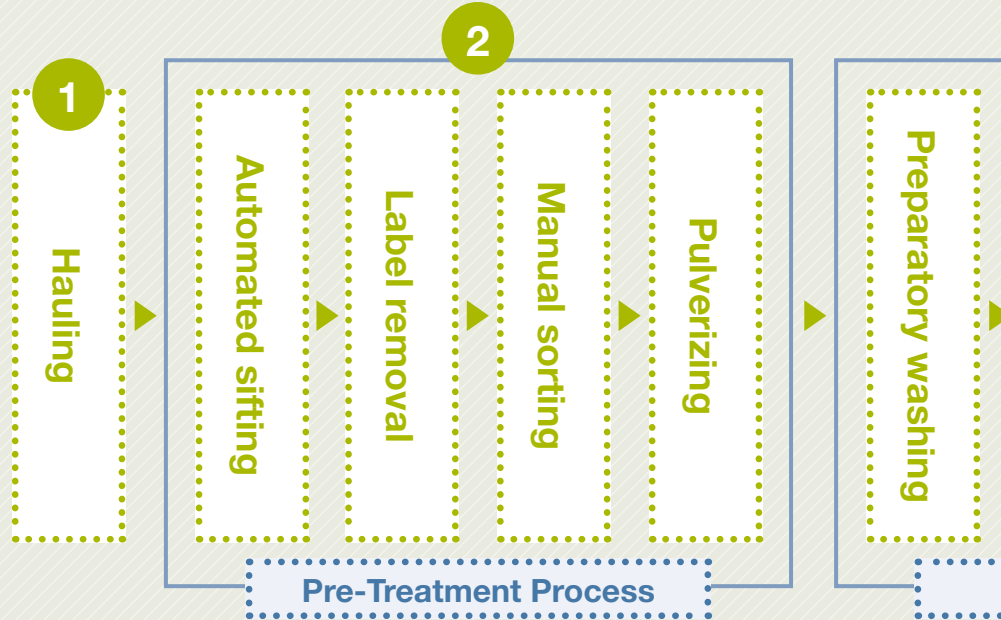 1
Hauling
2
Automated sifting
Label removal
Manual sorting
Pulverizing
Pre-Treatment Process
Preparatory washing